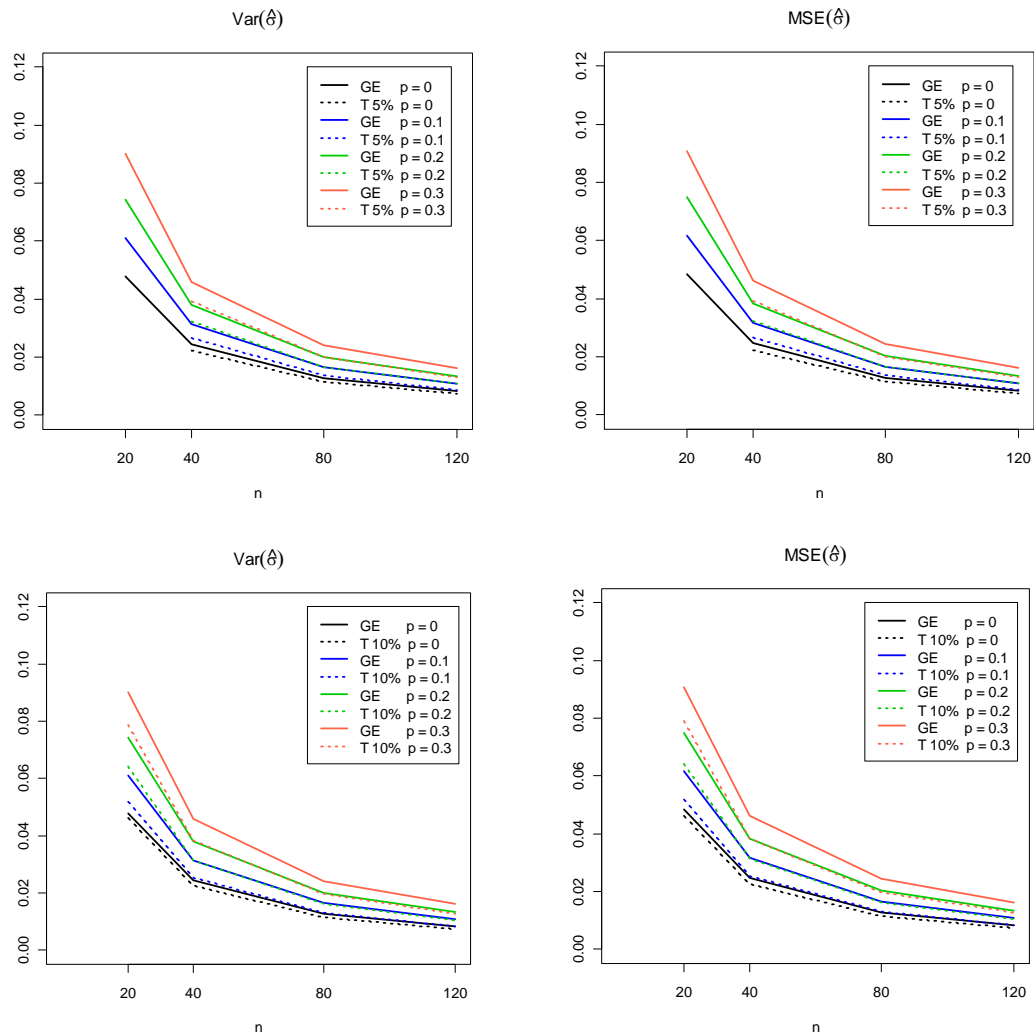 Var(σ̂)
0.00 0.02 0.04 0.06 0.08 0.10 0.12
GE p = 0
T 5% p = 0
GE p = 0.1
T 5% p = 0.1
GE p = 0.2
T 5% p = 0.2
GE p = 0.3
T 5% p = 0.3
20 40 80 120
n
MSE(σ̂)
0.00 0.02 0.04 0.06 0.08 0.10 0.12
GE p = 0
T 5% p = 0
GE p = 0.1
T 5% p = 0.1
GE p = 0.2
T 5% p = 0.2
GE p = 0.3
T 5% p = 0.3
20 40 80 120
n
Var(σ̂)
0.00 0.02 0.04 0.06 0.08 0.10 0.12
GE p = 0
T 10% p = 0
GE p = 0.1
T 10% p = 0.1
GE p = 0.2
T 10% p = 0.2
GE p = 0.3
T 10% p = 0.3
20 40 80 120
n
MSE(σ̂)
0.00 0.02 0.04 0.06 0.08 0.10 0.12
GE p = 0
T 10% p = 0
GE p = 0.1
T 10% p = 0.1
GE p = 0.2
T 10% p = 0.2
GE p = 0.3
T 10% p = 0.3
20 40 80 120
n